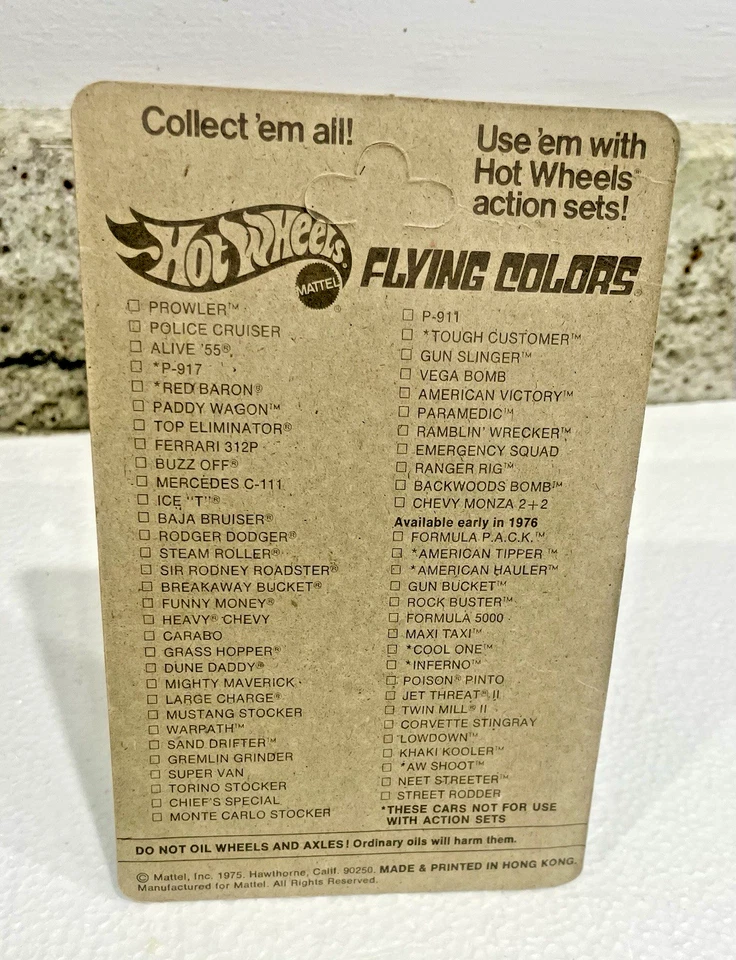 Collect 'em all!
Use 'em with
Hot Wheels®
action sets!
Hot Wheels®
MATTEL®
FLYING COLORS®
☐ PROWLER™
☐ POLICE CRUISER
☐ ALIVE '55®
☐ *P-917
☐ *RED BARON®
☐ PADDY WAGON™
☐ TOP ELIMINATOR®
☐ FERRARI 312P
☐ BUZZ OFF®
☐ MERCEDES C-111
☐ ICE "T"®
☐ BAJA BRUISER®
☐ RODGER DODGER®
☐ STEAM ROLLER®
☐ SIR RODNEY ROADSTER®
☐ BREAKAWAY BUCKET®
☐ FUNNY MONEY®
☐ HEAVY® CHEVY
☐ CARABO
☐ GRASS HOPPER®
☐ DUNE DADDY®
☐ MIGHTY MAVERICK
☐ LARGE CHARGE®
☐ MUSTANG STOCKER
☐ WARPATH™
☐ SAND DRIFTER™
☐ GREMLIN GRINDER
☐ SUPER VAN
☐ TORINO STOCKER
☐ CHIEF'S SPECIAL
☐ MONTE CARLO STOCKER
☐ P-911
☐ *TOUGH CUSTOMER™
☐ GUN SLINGER™
☐ VEGA BOMB
☐ AMERICAN VICTORY™
☐ PARAMEDIC™
☐ RAMBLIN' WRECKER™
☐ EMERGENCY SQUAD
☐ RANGER RIG™
☐ BACKWOODS BOMB™
☐ CHEVY MONZA 2+2
Available early in 1976
☐ FORMULA P.A.C.K.™
☐ *AMERICAN TIPPER™
☐ *AMERICAN HAULER™
☐ GUN BUCKET™
☐ ROCK BUSTER™
☐ FORMULA 5000
☐ MAXI TAXI™
☐ *COOL ONE™
☐ *INFERNO™
☐ POISON® PINTO
☐ JET THREAT® II
☐ TWIN MILL® II
☐ CORVETTE STINGRAY
☐ LOWDOWN™
☐ KHAKI KOOLER™
☐ *AW SHOOT™
☐ NEET STREETER™
☐ STREET RODDER
*THESE CARS NOT FOR USE
WITH ACTION SETS
DO NOT OIL WHEELS AND AXLES! Ordinary oils will harm them.
© Mattel, Inc. 1975. Hawthorne, Calif. 90250. MADE & PRINTED IN HONG KONG.
Manufactured for Mattel. All Rights Reserved.